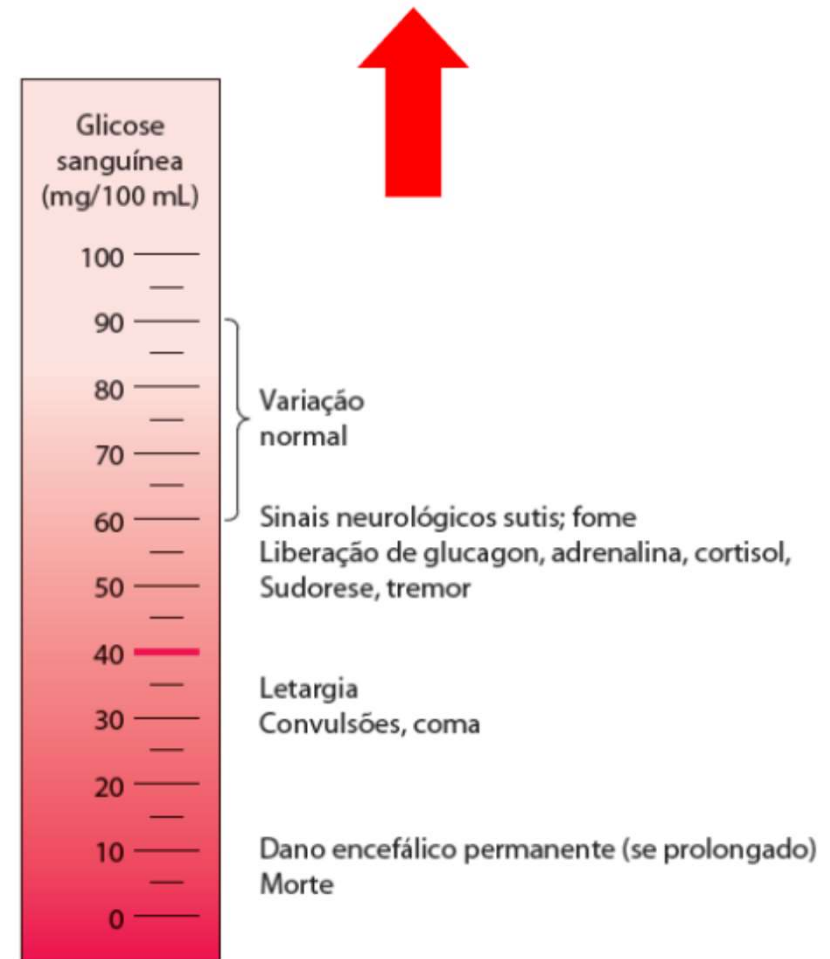 Glicose
sanguínea
(mg/100 mL)
100
90
80
Variação
normal
70
60
Sinais neurológicos sutis; fome
Liberação de glucagon, adrenalina, cortisol,
50
Sudorese, tremor
40
Letargia
30
Convulsões, coma
20
10
Dano encefálico permanente (se prolongado)
Morte
0